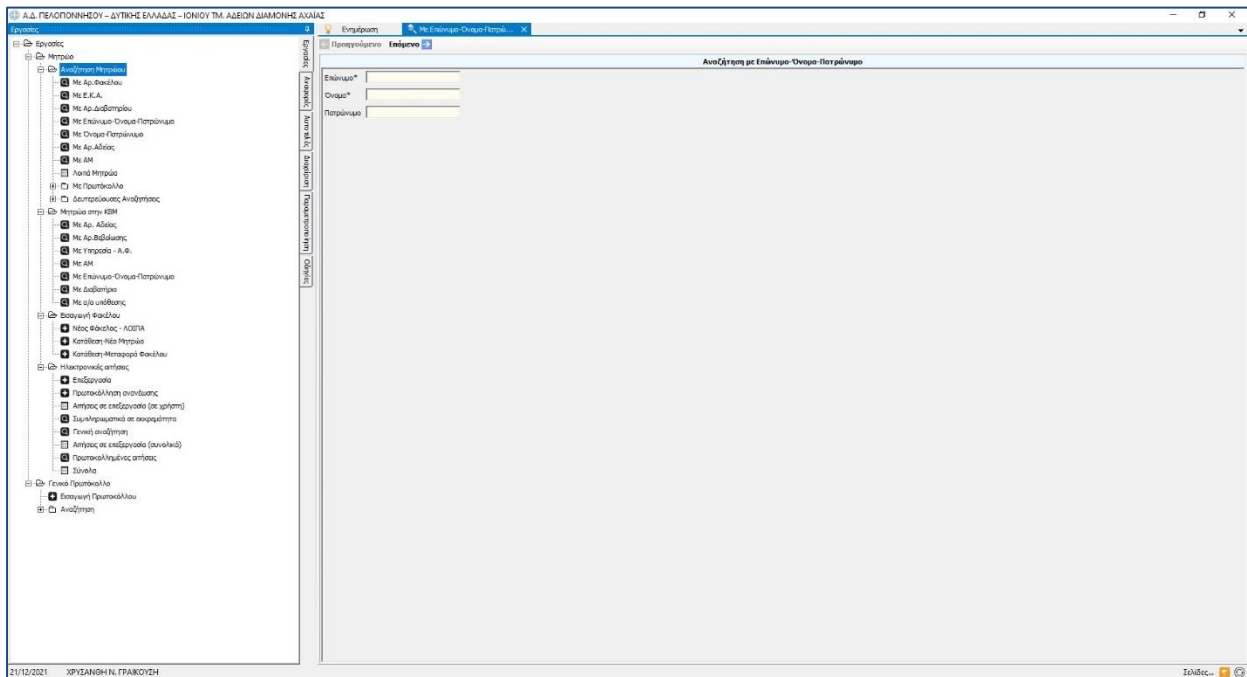 Α.Δ. ΠΕΛΟΠΟΝΝΗΣΟΥ – ΔΥΤΙΚΗΣ ΕΛΛΑΔΑΣ – ΙΟΝΙΟΥ ΤΜ. ΑΔΕΙΩΝ ΔΙΑΜΟΝΗΣ ΑΧΑΪΑΣ
Εργασίες
Εργασίες
Μητρώο
Αναζήτηση Μητρώου
Με Αρ.Φακέλου
Με Ε.Κ.Α.
Με Αρ.Διαβατηρίου
Με Επώνυμο-Όνομα-Πατρώνυμο
Με Όνομα-Πατρώνυμο
Με Αρ.Αδείας
Με ΑΜ
Λοιπά Μητρώα
Με Πρωτόκολλο
Δευτερεύουσες Αναζητήσεις
Μητρώα στην ΚΒΜ
Με Αρ. Αδείας
Με Αρ.Βεβαίωσης
Με Υπηρεσία - Α.Φ.
Με ΑΜ
Με Επώνυμο-Όνομα-Πατρώνυμο
Με Διαβατήριο
Με α/α υπόθεσης
Εισαγωγή Φακέλου
Νέος Φάκελος - ΛΟΙΠΑ
Κατάθεση-Νέο Μητρώο
Κατάθεση-Μεταφορά Φακέλου
Ηλεκτρονικές αιτήσεις
Επεξεργασία
Πρωτοκόλληση ανανέωσης
Αιτήσεις σε επεξεργασία (σε χρήστη)
Συμπληρωματικά σε εκκρεμότητα
Γενική αναζήτηση
Αιτήσεις σε επεξεργασία (συνολικά)
Πρωτοκολλημένες αιτήσεις
Σύνολα
Γενικό Πρωτόκολλο
Εισαγωγή Πρωτοκόλλου
Αναζήτηση
Εργασίες
Αναφορές
Αυτοτελείς
Διαχείριση
Παραμετροποίηση
Οδηγίες
Ενημέρωση
Με Επώνυμο-Όνομα-Πατρώ...
Προηγούμενο Επόμενο
Αναζήτηση με Επώνυμο-Όνομα-Πατρώνυμο
Επώνυμο*
Όνομα*
Πατρώνυμο
21/12/2021 ΧΡΥΣΑΝΘΗ Ν. ΓΡΑΙΚΟΥΣΗ
Σελίδες...